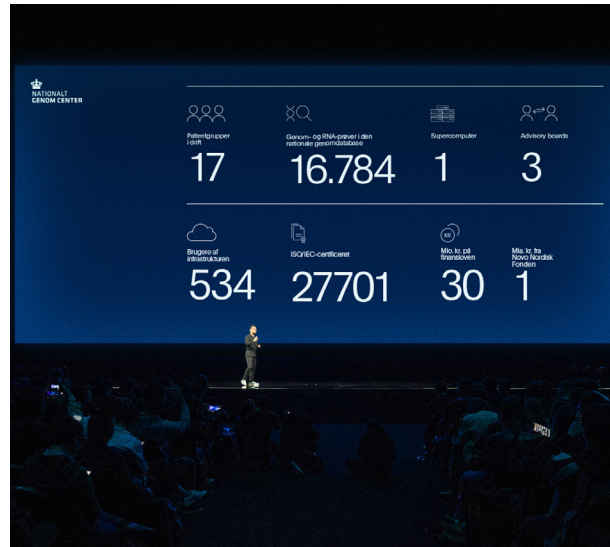 NATIONALT
GENOM CENTER
Patientgrupper
i drift
17
Genom- og RNA-prøver i den
nationale genomdatabase
16.784
Supercomputer
1
Advisory boards
3
Brugere af
infrastrukturen
534
ISO/IEC-certificeret
27701
KR
Mio. kr. på
finansloven
30
Mia. kr. fra
Novo Nordisk
Fonden
1